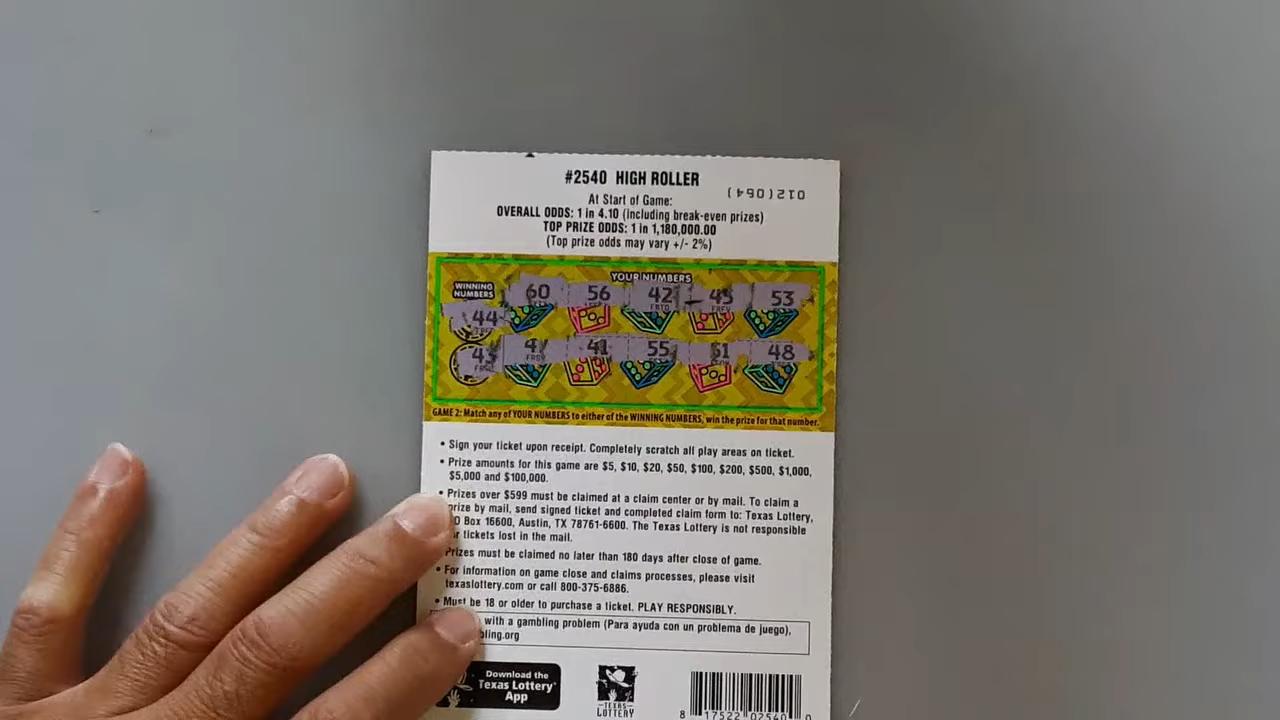 #2540 HIGH ROLLER
012(064)
At Start of Game:
OVERALL ODDS: 1 in 4.10 (including break-even prizes)
TOP PRIZE ODDS: 1 in 1,180,000.00
(Top prize odds may vary +/- 2%)
WINNING NUMBERS
YOUR NUMBERS
60 56 42 45 53
44
43 47 41 55 51 48
GAME 2: Match any of YOUR NUMBERS to either of the WINNING NUMBERS, win the prize for that number.
• Sign your ticket upon receipt. Completely scratch all play areas on ticket.
• Prize amounts for this game are $5, $10, $20, $50, $100, $200, $500, $1,000,
$5,000 and $100,000.
• Prizes over $599 must be claimed at a claim center or by mail. To claim a
prize by mail, send signed ticket and completed claim form to: Texas Lottery,
O Box 16600, Austin, TX 78761-6600. The Texas Lottery is not responsible
r tickets lost in the mail.
Prizes must be claimed no later than 180 days after close of game.
• For information on game close and claims processes, please visit
texaslottery.com or call 800-375-6886.
• Must be 18 or older to purchase a ticket. PLAY RESPONSIBLY.
with a gambling problem (Para ayuda con un problema de juego),
bling.org
Download the
Texas Lottery®
App
TEXAS
LOTTERY
8 17522 02540 0